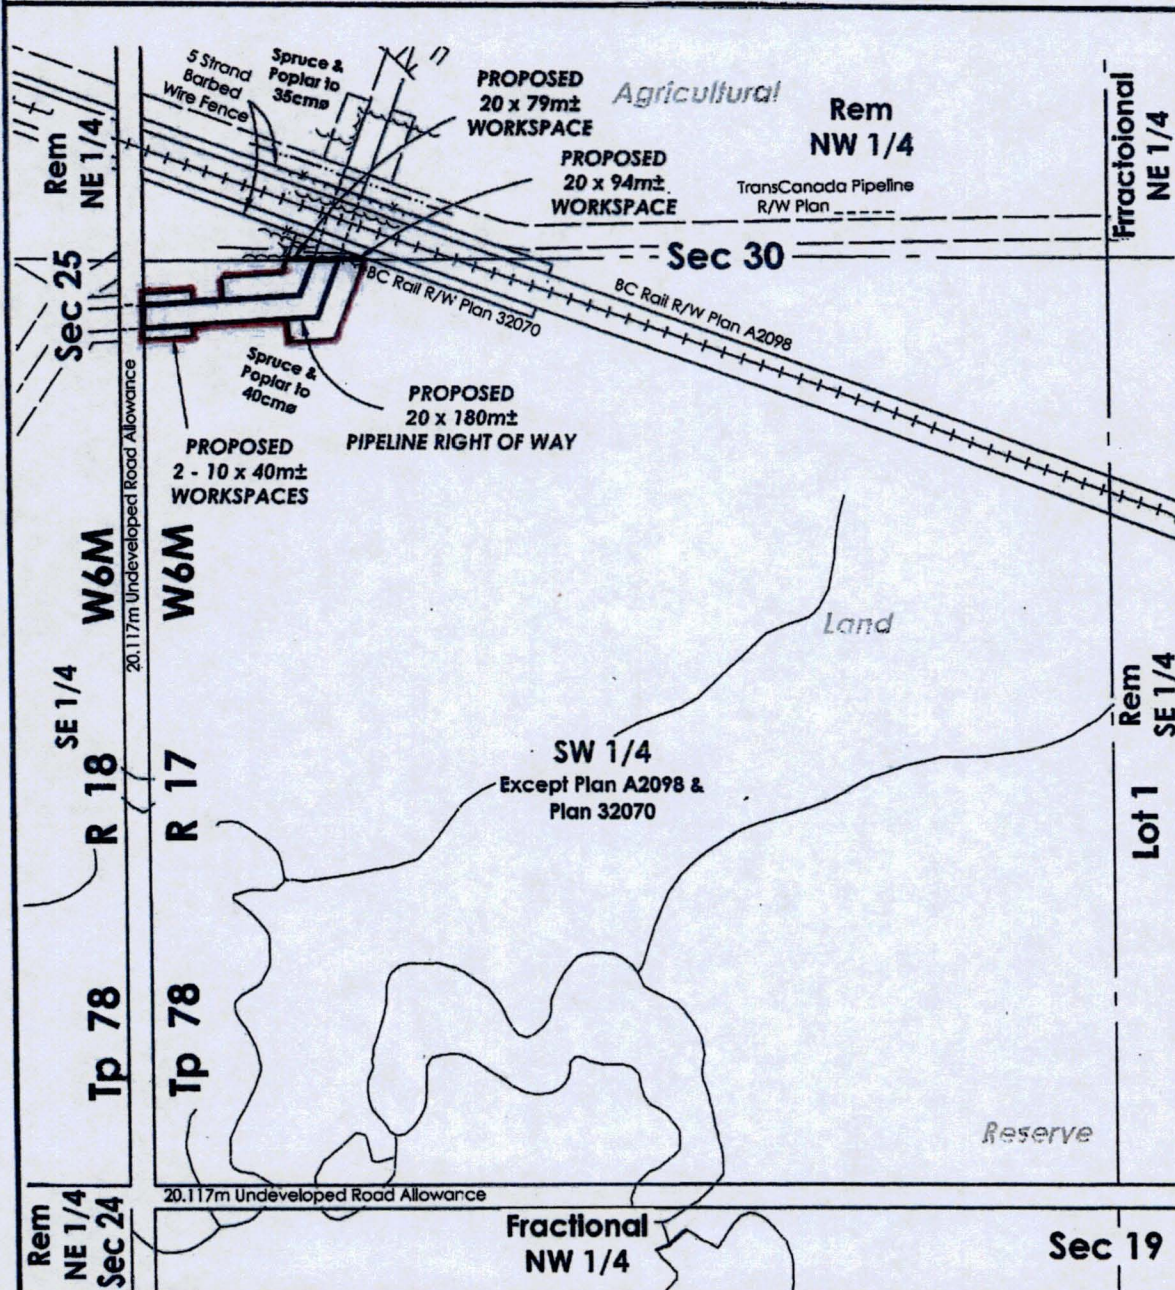 5 Strand
Barbed
Wire Fence
Spruce &
Poplar to
35cmø
PROPOSED
20 x 79m±
WORKSPACE
Agricultural
Rem
NW 1/4
Frractoional
NE 1/4
Rem
NE 1/4
PROPOSED
20 x 94m±
WORKSPACE
TransCanada Pipeline
R/W Plan
Sec 30
Sec 25
BC Rail R/W Plan 32070
BC Rail R/W Plan A2098
Spruce &
Poplar to
40cmø
PROPOSED
20 x 180m±
PIPELINE RIGHT OF WAY
PROPOSED
2 - 10 x 40m±
WORKSPACES
20.117m Undeveloped Road Allowance
W6M
W6M
Land
SE 1/4
Rem
SE 1/4
SW 1/4
Except Plan A2098 &
Plan 32070
R 18
R 17
Lot 1
Tp 78
Tp 78
Reserve
20.117m Undeveloped Road Allowance
Rem
NE 1/4
Sec 24
Fractional
NW 1/4
Sec 19